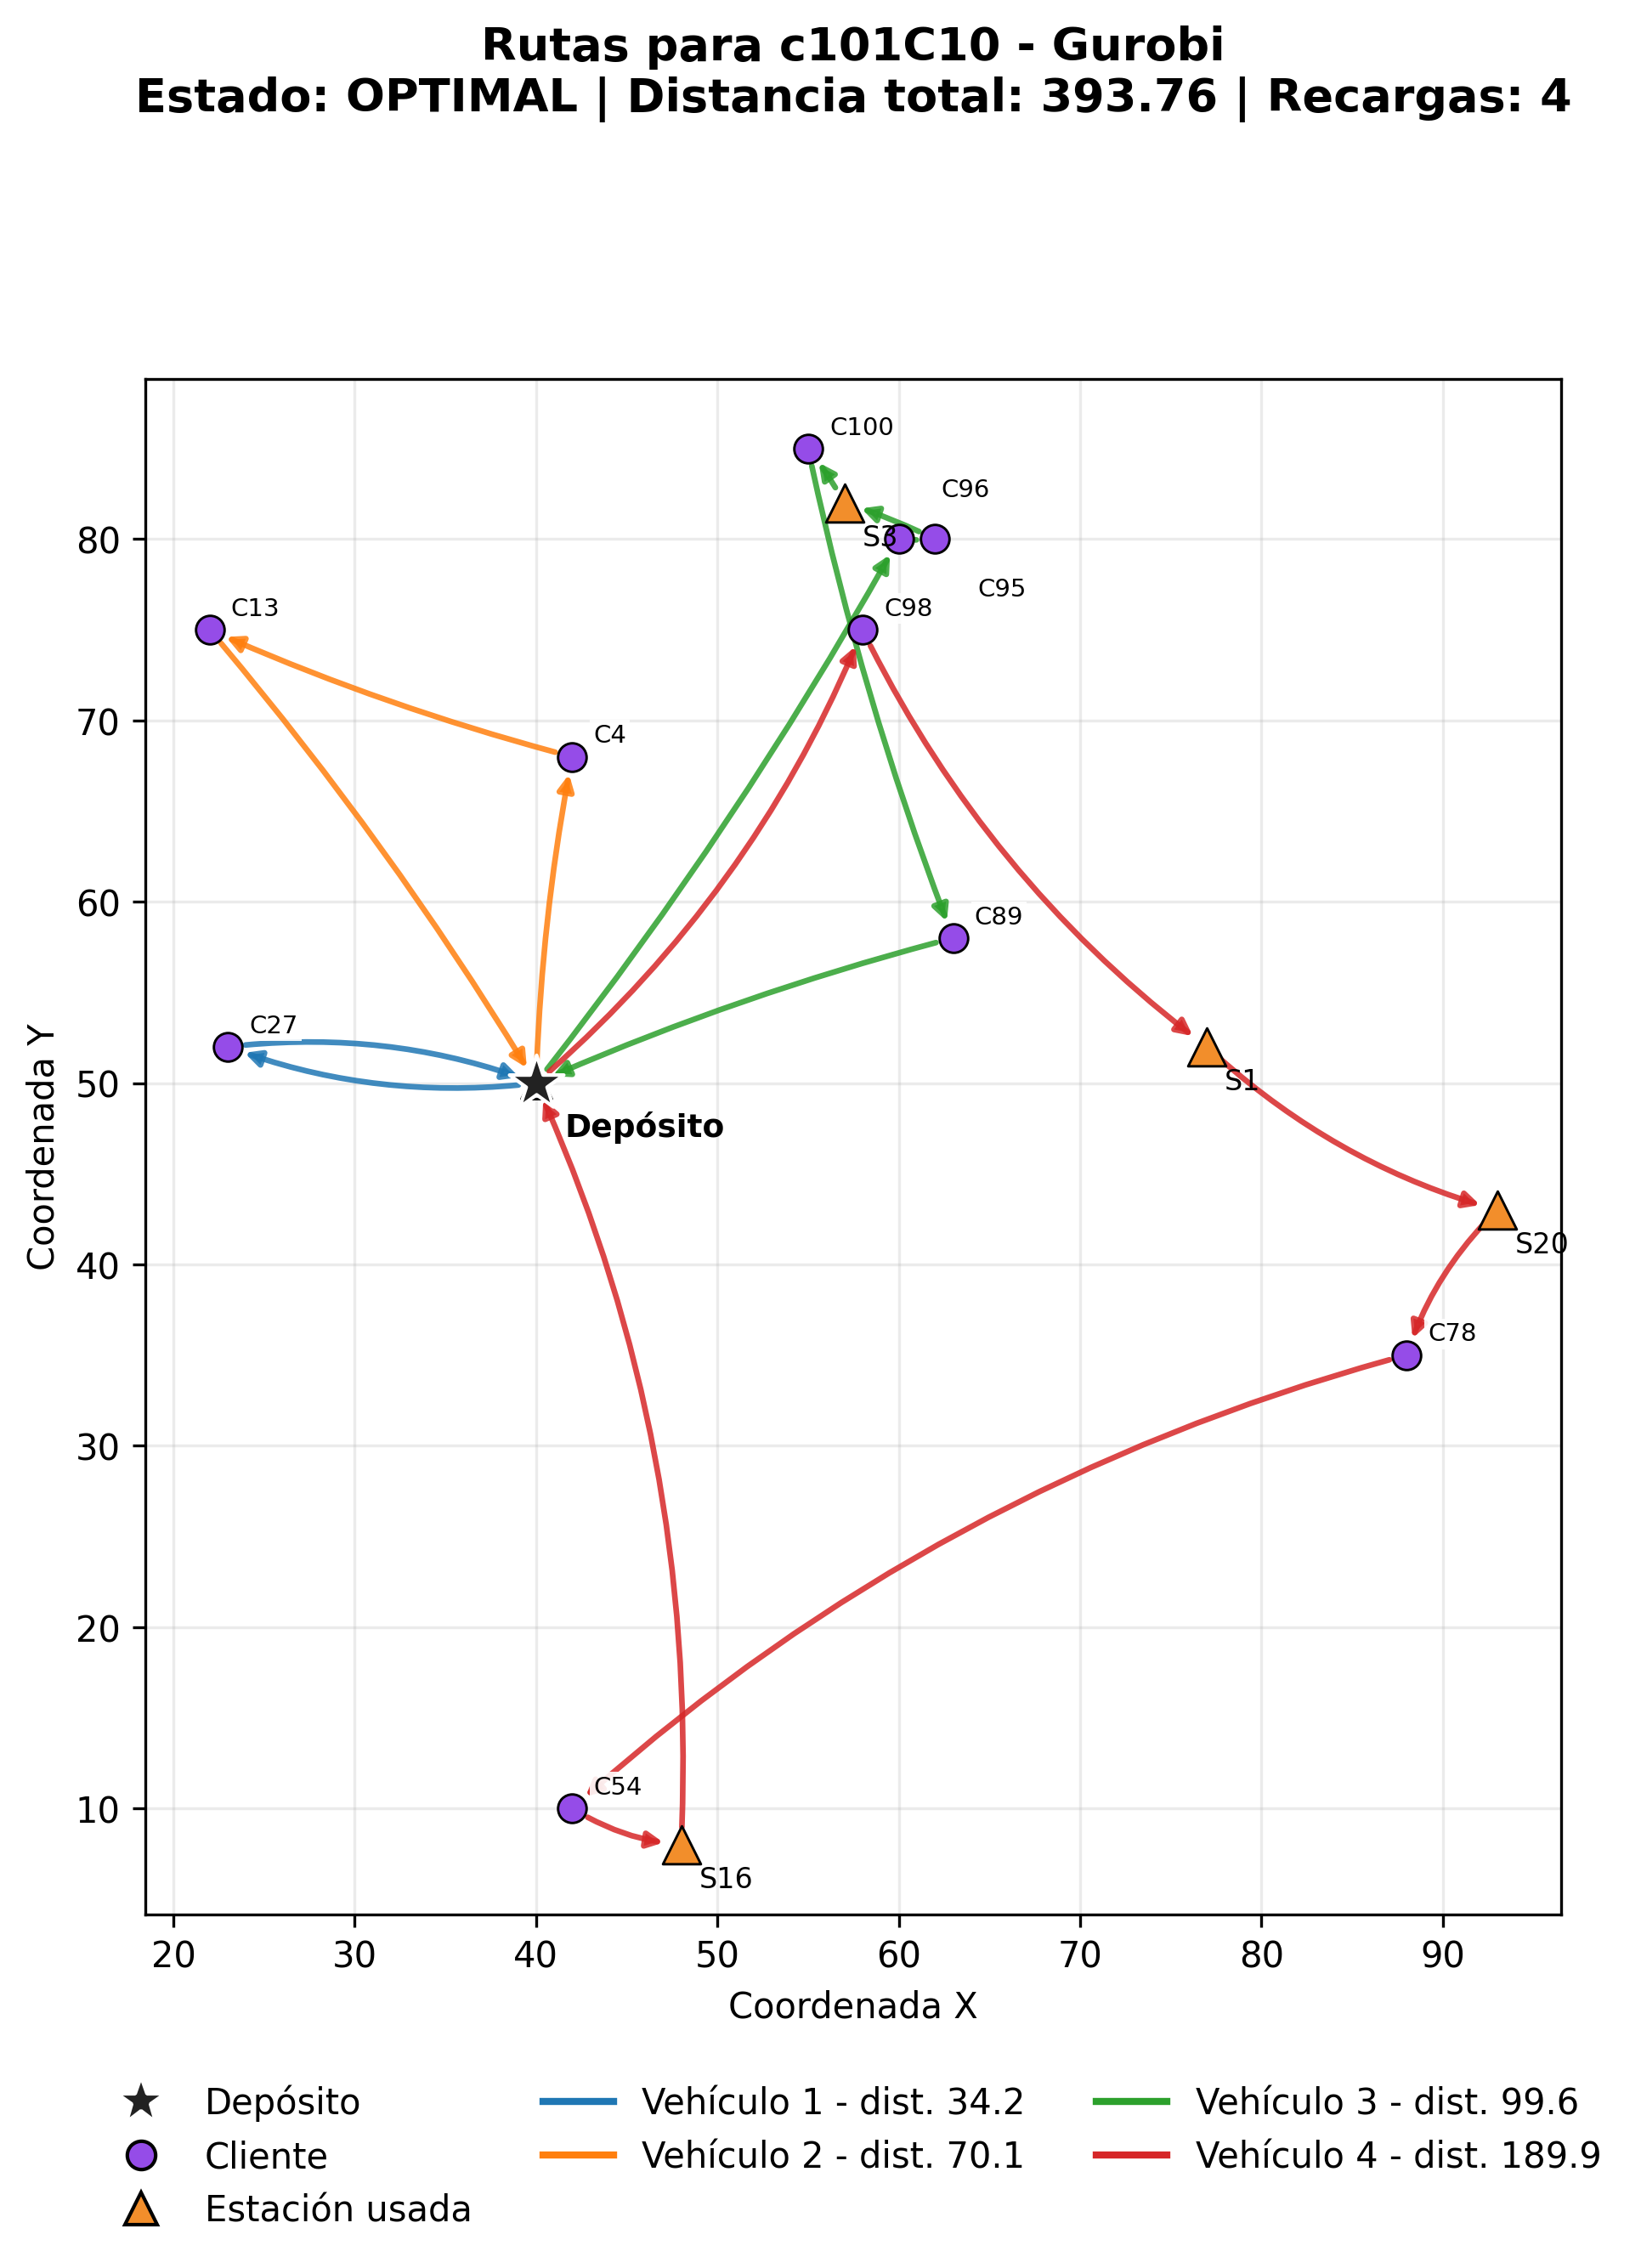 Rutas para c101C10 - Gurobi
Estado: OPTIMAL | Distancia total: 393.76 | Recargas: 4
C100
C96
S3
C95
C98
C13
C4
C89
C27
Depósito
S1
S20
C78
C54
S16
80
70
60
50
40
30
20
10
Coordenada Y
20 30 40 50 60 70 80 90
Coordenada X
Depósito
Cliente
Estación usada
Vehículo 1 - dist. 34.2
Vehículo 2 - dist. 70.1
Vehículo 3 - dist. 99.6
Vehículo 4 - dist. 189.9